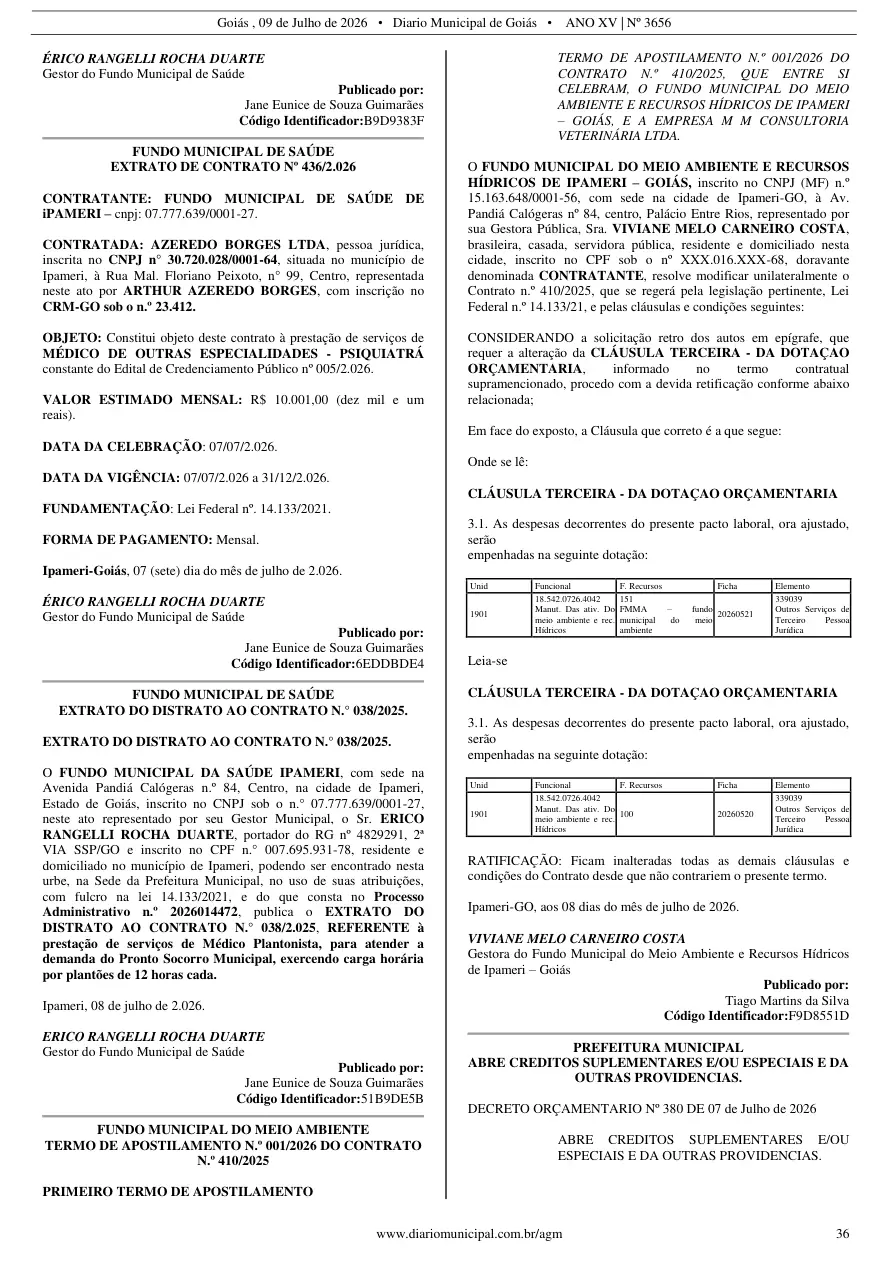 Goiás , 09 de Julho de 2026 • Diario Municipal de Goiás • ANO XV | Nº 3656
ÉRICO RANGELLI ROCHA DUARTE
Gestor do Fundo Municipal de Saúde
Publicado por:
Jane Eunice de Souza Guimarães
Código Identificador:B9D9383F
FUNDO MUNICIPAL DE SAÚDE
EXTRATO DE CONTRATO Nº 436/2.026
CONTRATANTE: FUNDO MUNICIPAL DE SAÚDE DE
iPAMERI – cnpj: 07.777.639/0001-27.
CONTRATADA: AZEREDO BORGES LTDA, pessoa jurídica,
inscrita no CNPJ n° 30.720.028/0001-64, situada no município de
Ipameri, à Rua Mal. Floriano Peixoto, n° 99, Centro, representada
neste ato por ARTHUR AZEREDO BORGES, com inscrição no
CRM-GO sob o n.º 23.412.
OBJETO: Constitui objeto deste contrato à prestação de serviços de
MÉDICO DE OUTRAS ESPECIALIDADES - PSIQUIATRÁ
constante do Edital de Credenciamento Público nº 005/2.026.
VALOR ESTIMADO MENSAL: R$ 10.001,00 (dez mil e um
reais).
DATA DA CELEBRAÇÃO: 07/07/2.026.
DATA DA VIGÊNCIA: 07/07/2.026 a 31/12/2.026.
FUNDAMENTAÇÃO: Lei Federal nº. 14.133/2021.
FORMA DE PAGAMENTO: Mensal.
Ipameri-Goiás, 07 (sete) dia do mês de julho de 2.026.
ÉRICO RANGELLI ROCHA DUARTE
Gestor do Fundo Municipal de Saúde
Publicado por:
Jane Eunice de Souza Guimarães
Código Identificador:6EDDBDE4
FUNDO MUNICIPAL DE SAÚDE
EXTRATO DO DISTRATO AO CONTRATO N.° 038/2025.
EXTRATO DO DISTRATO AO CONTRATO N.° 038/2025.
O FUNDO MUNICIPAL DA SAÚDE IPAMERI, com sede na
Avenida Pandiá Calógeras n.º 84, Centro, na cidade de Ipameri,
Estado de Goiás, inscrito no CNPJ sob o n.° 07.777.639/0001-27,
neste ato representado por seu Gestor Municipal, o Sr. ERICO
RANGELLI ROCHA DUARTE, portador do RG nº 4829291, 2ª
VIA SSP/GO e inscrito no CPF n.° 007.695.931-78, residente e
domiciliado no município de Ipameri, podendo ser encontrado nesta
urbe, na Sede da Prefeitura Municipal, no uso de suas atribuições,
com fulcro na lei 14.133/2021, e do que consta no Processo
Administrativo n.º 2026014472, publica o EXTRATO DO
DISTRATO AO CONTRATO N.° 038/2.025, REFERENTE à
prestação de serviços de Médico Plantonista, para atender a
demanda do Pronto Socorro Municipal, exercendo carga horária
por plantões de 12 horas cada.
Ipameri, 08 de julho de 2.026.
ERICO RANGELLI ROCHA DUARTE
Gestor do Fundo Municipal de Saúde
Publicado por:
Jane Eunice de Souza Guimarães
Código Identificador:51B9DE5B
FUNDO MUNICIPAL DO MEIO AMBIENTE
TERMO DE APOSTILAMENTO N.º 001/2026 DO CONTRATO
N.º 410/2025
PRIMEIRO TERMO DE APOSTILAMENTO
TERMO DE APOSTILAMENTO N.º 001/2026 DO
CONTRATO N.º 410/2025, QUE ENTRE SI
CELEBRAM, O FUNDO MUNICIPAL DO MEIO
AMBIENTE E RECURSOS HÍDRICOS DE IPAMERI
– GOIÁS, E A EMPRESA M M CONSULTORIA
VETERINÁRIA LTDA.
O FUNDO MUNICIPAL DO MEIO AMBIENTE E RECURSOS
HÍDRICOS DE IPAMERI – GOIÁS, inscrito no CNPJ (MF) n.º
15.163.648/0001-56, com sede na cidade de Ipameri-GO, à Av.
Pandiá Calógeras nº 84, centro, Palácio Entre Rios, representado por
sua Gestora Pública, Sra. VIVIANE MELO CARNEIRO COSTA,
brasileira, casada, servidora pública, residente e domiciliado nesta
cidade, inscrito no CPF sob o nº XXX.016.XXX-68, doravante
denominada CONTRATANTE, resolve modificar unilateralmente o
Contrato n.º 410/2025, que se regerá pela legislação pertinente, Lei
Federal n.º 14.133/21, e pelas cláusulas e condições seguintes:
CONSIDERANDO a solicitação retro dos autos em epígrafe, que
requer a alteração da CLÁUSULA TERCEIRA - DA DOTAÇAO
ORÇAMENTARIA, informado no termo contratual
supramencionado, procedo com a devida retificação conforme abaixo
relacionada;
Em face do exposto, a Cláusula que correto é a que segue:
Onde se lê:
CLÁUSULA TERCEIRA - DA DOTAÇAO ORÇAMENTARIA
3.1. As despesas decorrentes do presente pacto laboral, ora ajustado,
serão
empenhadas na seguinte dotação:
Unid Funcional F. Recursos Ficha Elemento
18.542.0726.4042 151 339039
Manut. Das ativ. Do FMMA – fundo Outros Serviços de
1901 meio ambiente e rec. municipal do meio 20260521 Terceiro Pessoa
Hídricos ambiente Jurídica
Leia-se
CLÁUSULA TERCEIRA - DA DOTAÇAO ORÇAMENTARIA
3.1. As despesas decorrentes do presente pacto laboral, ora ajustado,
serão
empenhadas na seguinte dotação:
Unid Funcional F. Recursos Ficha Elemento
18.542.0726.4042 339039
Manut. Das ativ. Do Outros Serviços de
1901 meio ambiente e rec. 100 20260520 Terceiro Pessoa
Hídricos Jurídica
RATIFICAÇÃO: Ficam inalteradas todas as demais cláusulas e
condições do Contrato desde que não contrariem o presente termo.
Ipameri-GO, aos 08 dias do mês de julho de 2026.
VIVIANE MELO CARNEIRO COSTA
Gestora do Fundo Municipal do Meio Ambiente e Recursos Hídricos
de Ipameri – Goiás
Publicado por:
Tiago Martins da Silva
Código Identificador:F9D8551D
PREFEITURA MUNICIPAL
ABRE CREDITOS SUPLEMENTARES E/OU ESPECIAIS E DA
OUTRAS PROVIDENCIAS.
DECRETO ORÇAMENTARIO Nº 380 DE 07 de Julho de 2026
ABRE CREDITOS SUPLEMENTARES E/OU
ESPECIAIS E DA OUTRAS PROVIDENCIAS.
www.diariomunicipal.com.br/agm 36